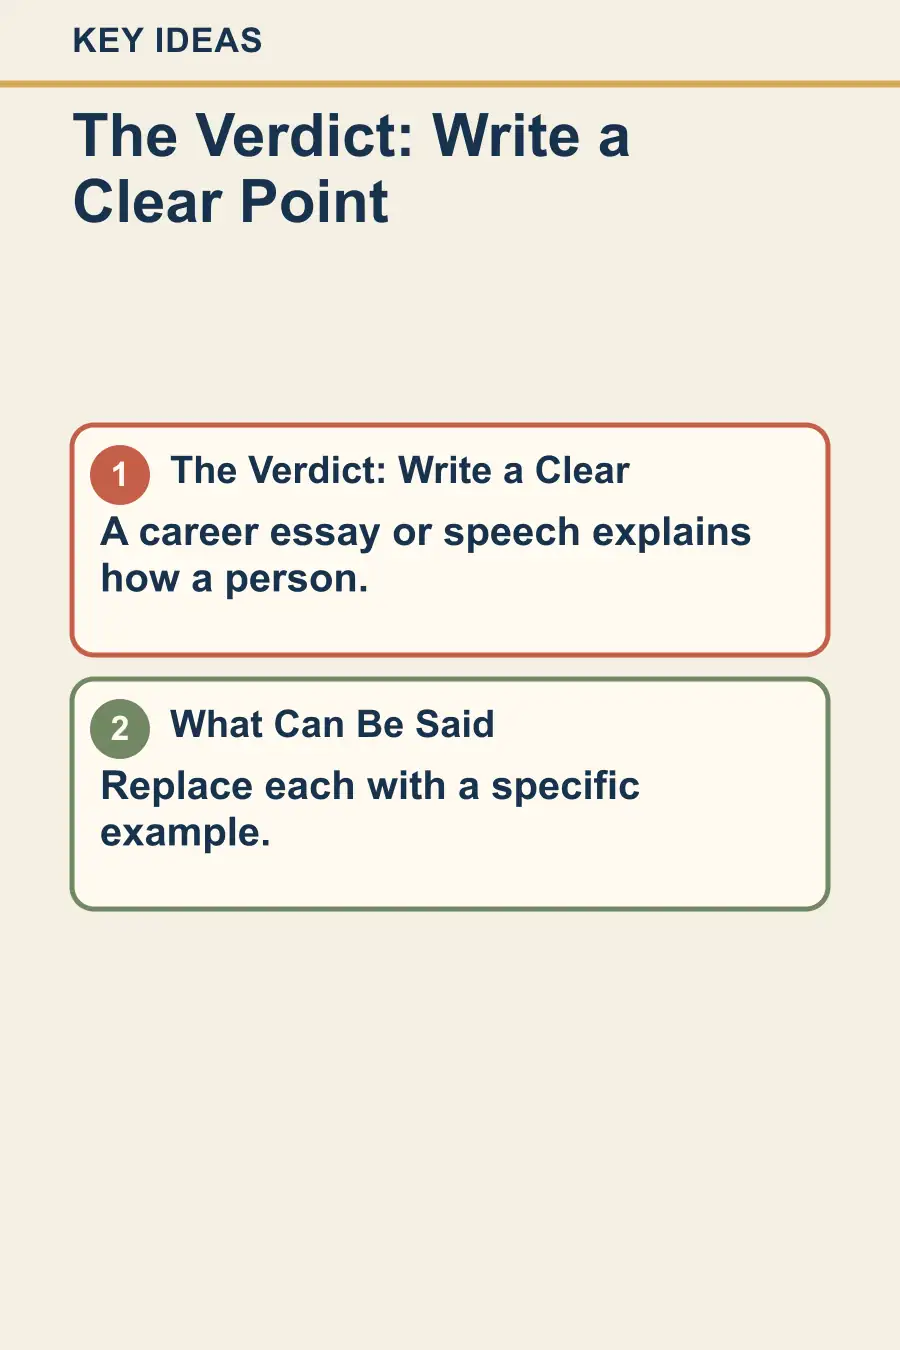 KEY IDEAS
The Verdict: Write a
Clear Point
1 The Verdict: Write a Clear
A career essay or speech explains
how a person.
2 What Can Be Said
Replace each with a specific
example.